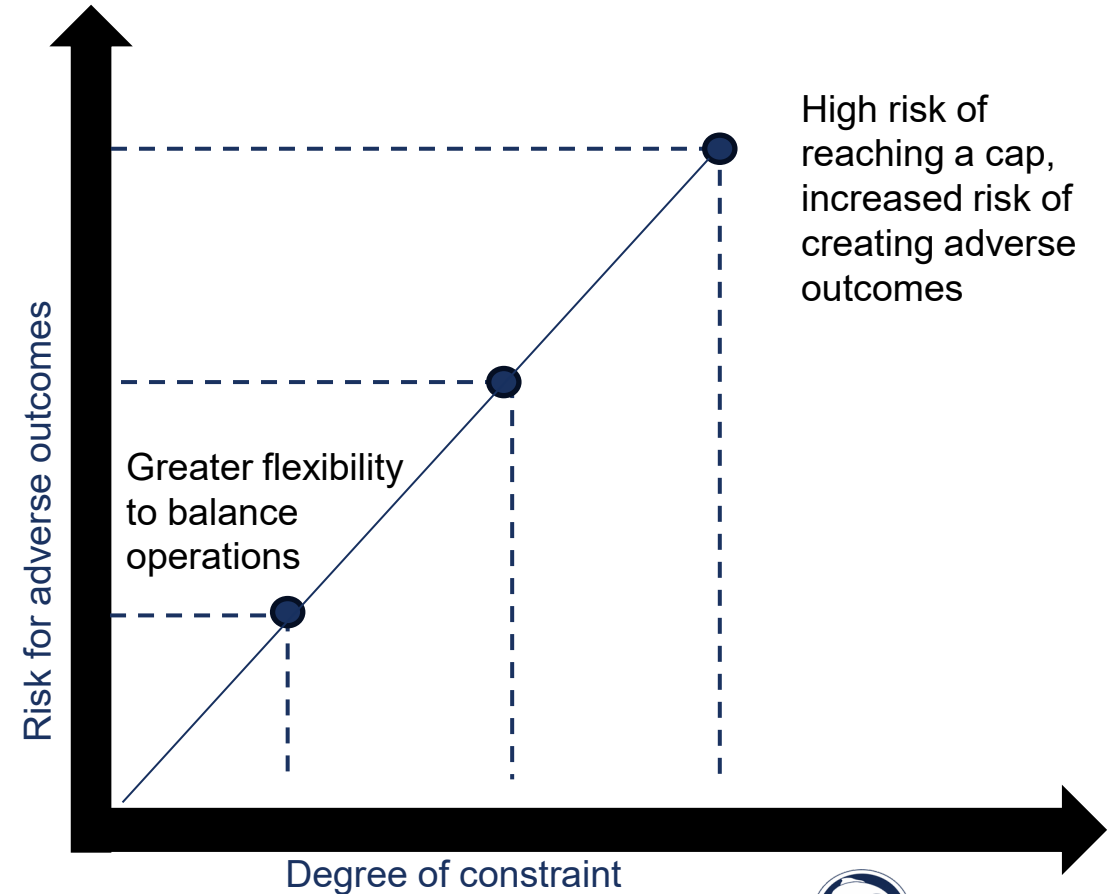 High risk of
reaching a cap,
increased risk of
creating adverse
outcomes
Greater flexibility
to balance
operations
Risk for adverse outcomes
Degree of constraint